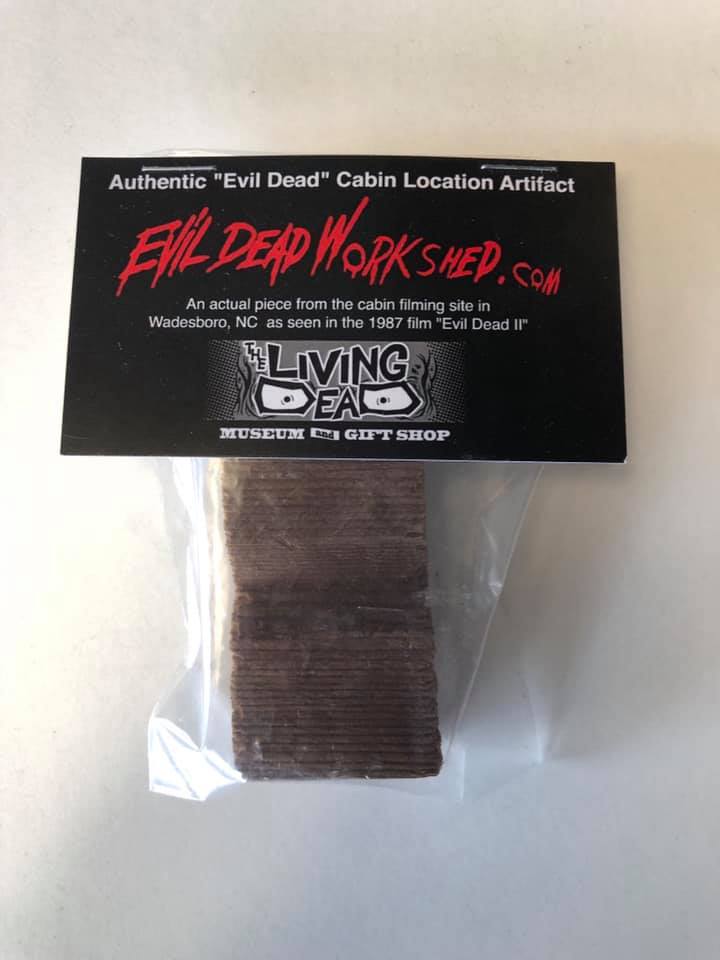 Authentic "Evil Dead" Cabin Location Artifact
EVIL DEAD WORKSHED.COM
An actual piece from the cabin filming site in
Wadesboro, NC as seen in the 1987 film "Evil Dead II"
THE LIVING
DEAD
MUSEUM and GIFT SHOP